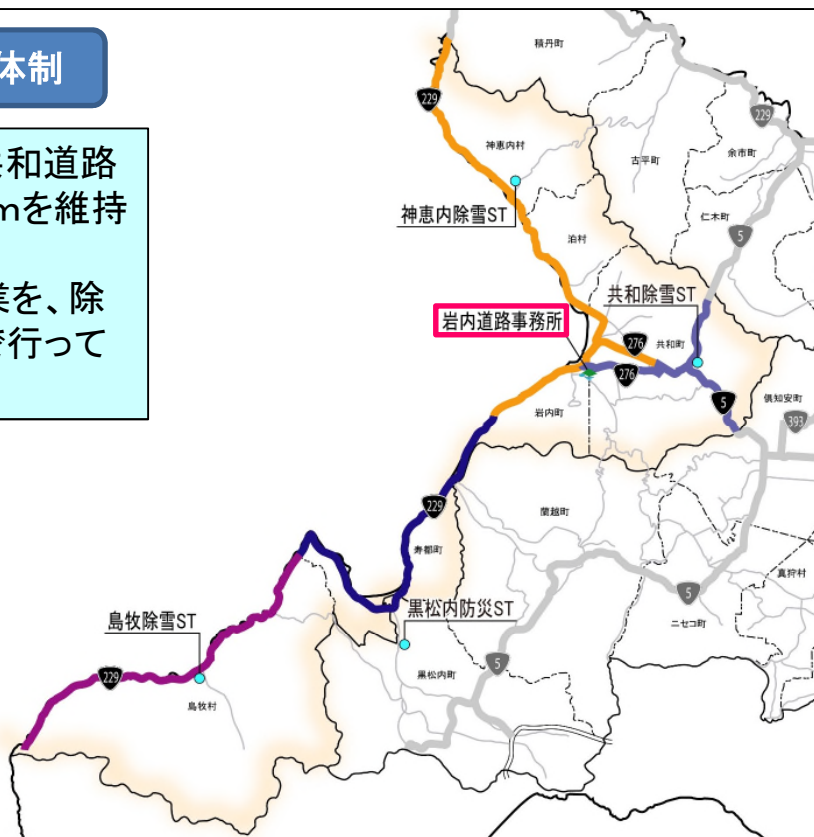 体制
共和道路
mを維持
業を、除
で行って
積丹町
229
229
神恵内村
古平町
余市町
仁木町
神恵内除雪ST
泊村
5
共和除雪ST
岩内道路事務所
276
共和町
276
岩内町
5
倶知安町
393
229
蘭越町
寿都町
真狩村
5
ニセコ町
島牧除雪ST
黒松内防災ST
229
5
黒松内町
島牧村